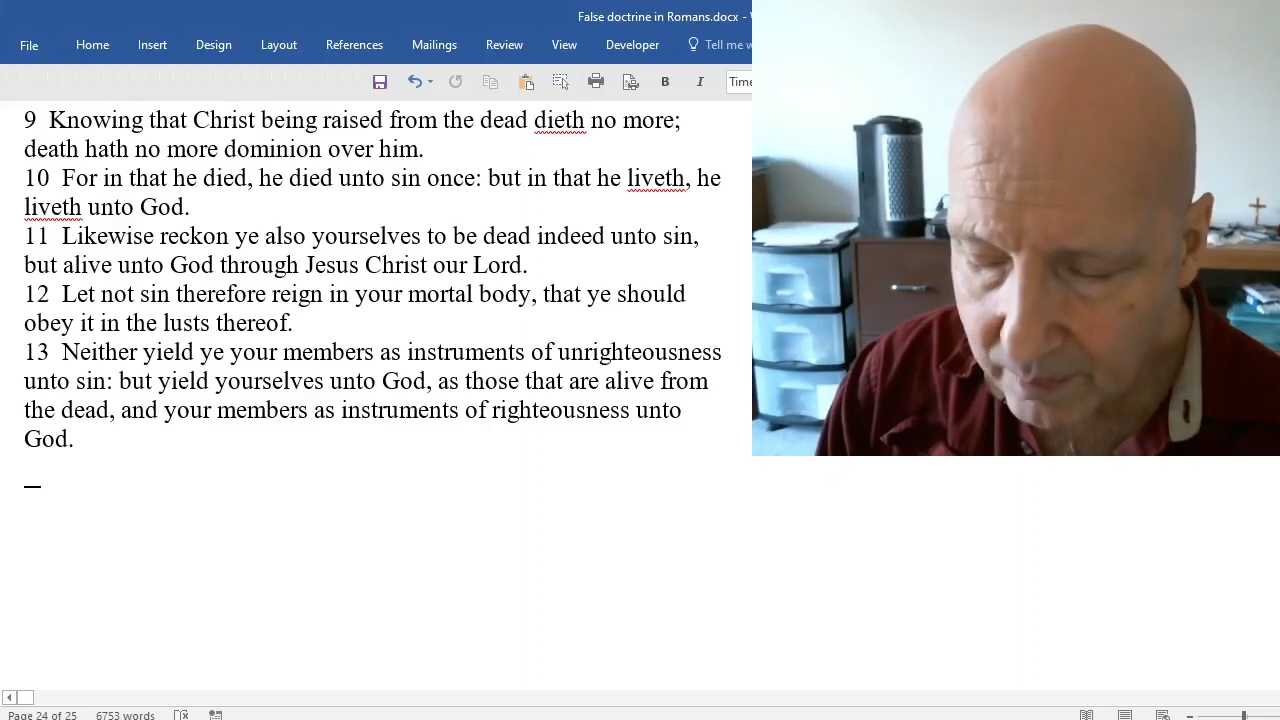 False doctrine in Romans.docx -
File Home Insert Design Layout References Mailings Review View Developer Tell me
B I Time
9 Knowing that Christ being raised from the dead dieth no more;
death hath no more dominion over him.
10 For in that he died, he died unto sin once: but in that he liveth, he
liveth unto God.
11 Likewise reckon ye also yourselves to be dead indeed unto sin,
but alive unto God through Jesus Christ our Lord.
12 Let not sin therefore reign in your mortal body, that ye should
obey it in the lusts thereof.
13 Neither yield ye your members as instruments of unrighteousness
unto sin: but yield yourselves unto God, as those that are alive from
the dead, and your members as instruments of righteousness unto
God.
Page 24 of 25 6753 words